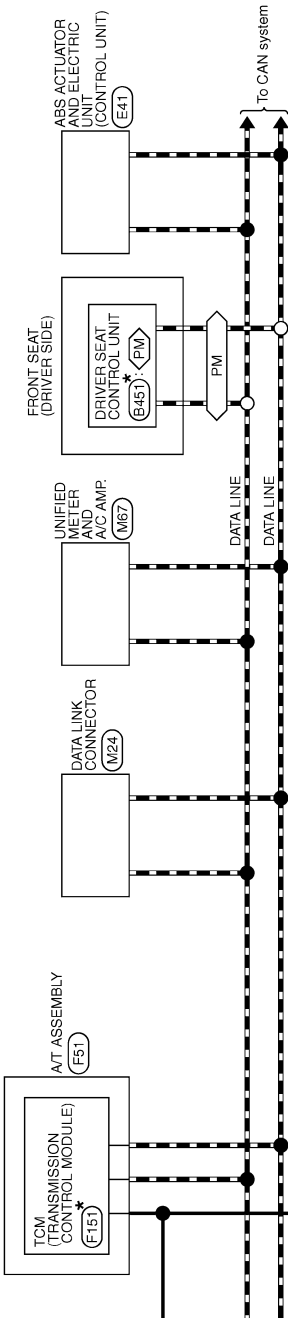 TCM
(TRANSMISSION
CONTROL MODULE)
*
F151
A/T ASSEMBLY
F51
DATA LINK
CONNECTOR
M24
UNIFIED
METER
AND
A/C AMP.
M67
FRONT SEAT
(DRIVER SIDE)
DRIVER SEAT
CONTROL UNIT
*
B451 : PM
PM
ABS ACTUATOR
AND ELECTRIC
UNIT
(CONTROL UNIT)
E41
DATA LINE
DATA LINE
To CAN system